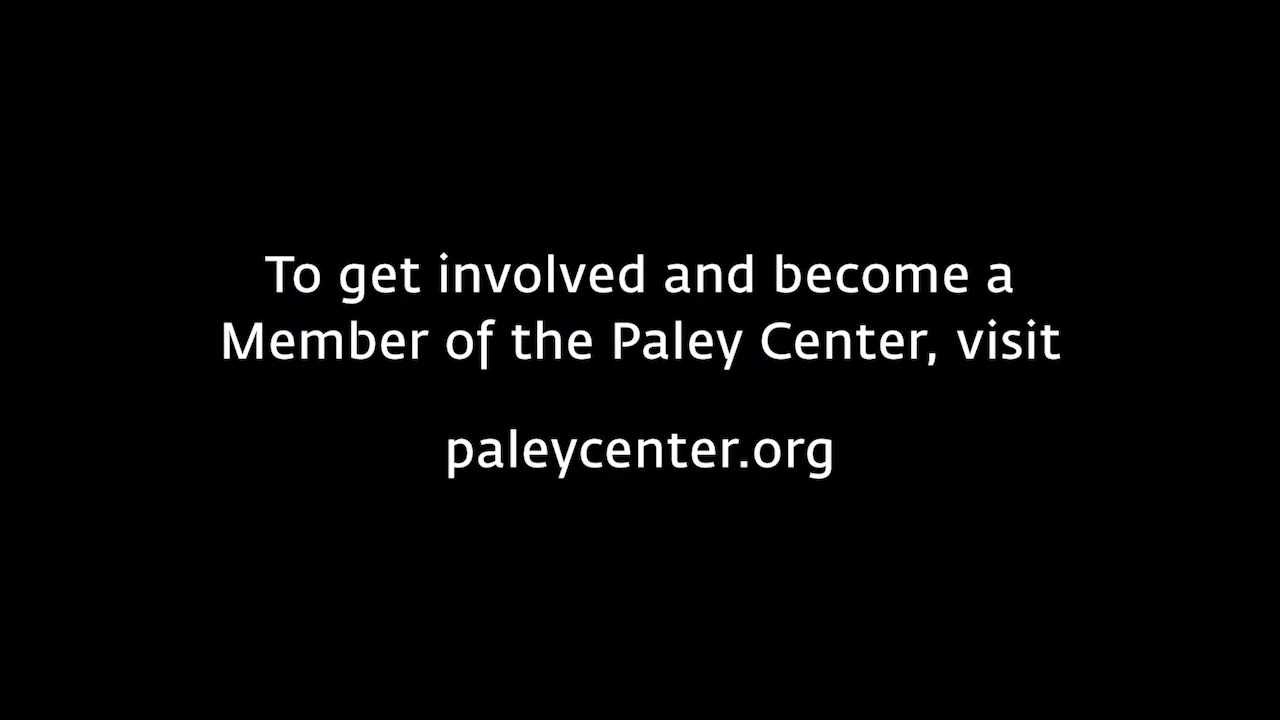 To get involved and become a
Member of the Paley Center, visit
paleycenter.org